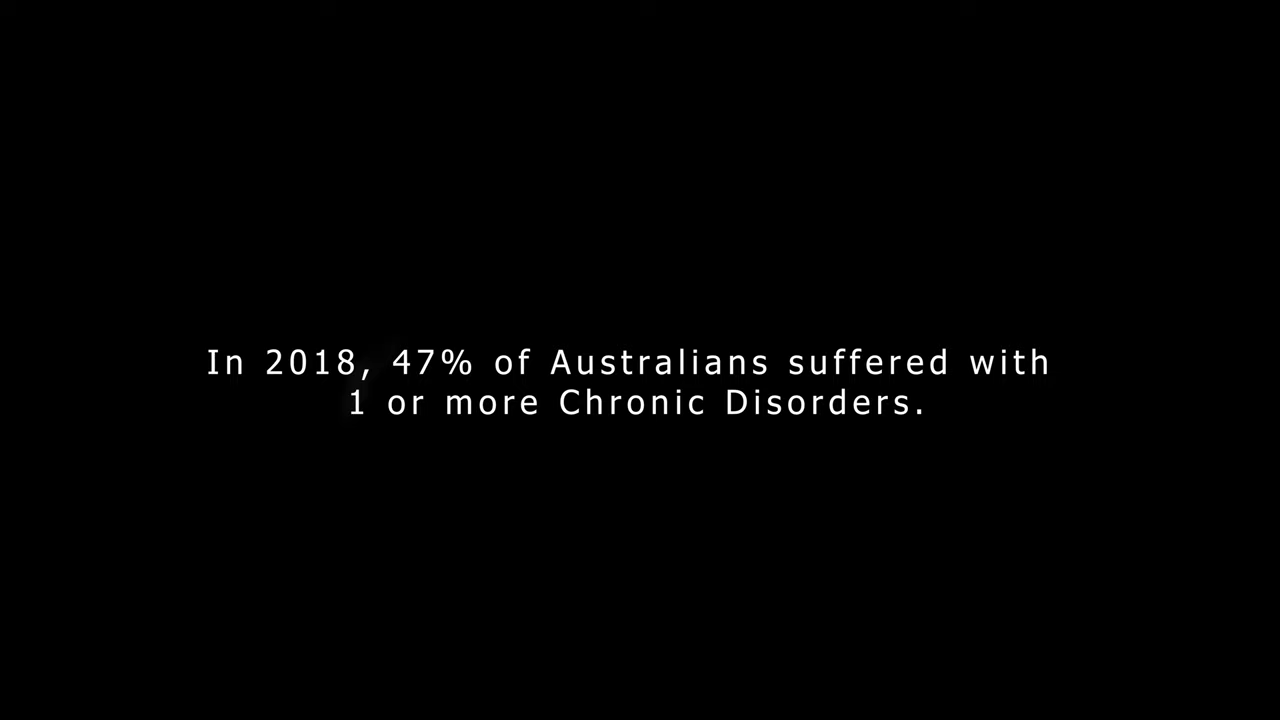 In 2018, 47% of Australians suffered with
1 or more Chronic Disorders.